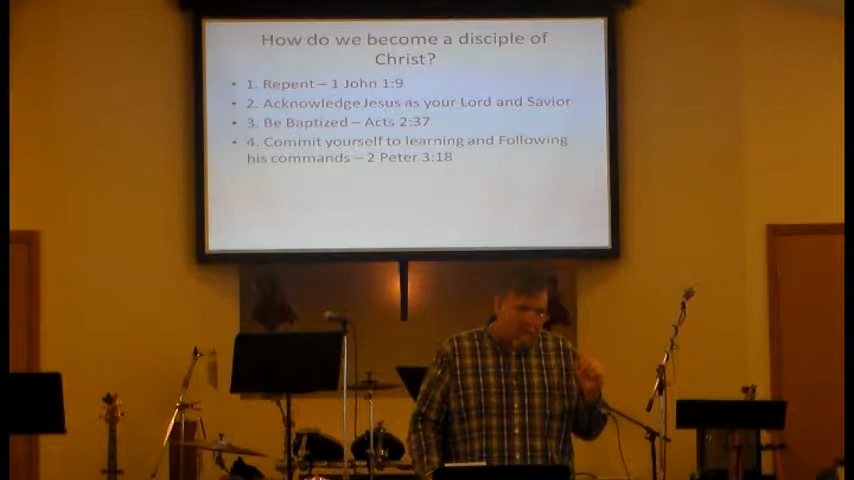 How do we become a disciple of
Christ?
• 1. Repent – 1 John 1:9
• 2. Acknowledge Jesus as your Lord and Savior
• 3. Be Baptized – Acts 2:37
• 4. Commit yourself to learning and Following
his commands – 2 Peter 3:18